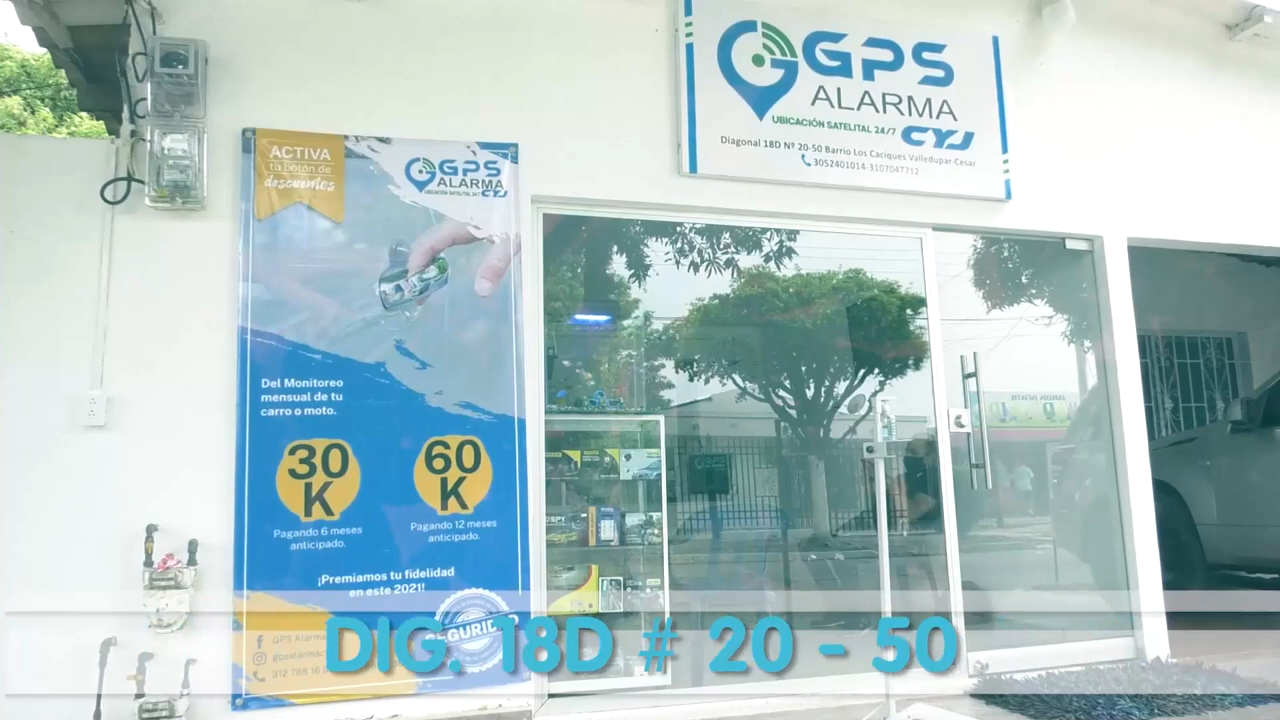 GPS
ALARMA
UBICACIÓN SATELITAL 24/7 CYJ
Diagonal 18D Nº 20-50 Barrio Los Caciques Valledupar-Cesar
3052401014-3107047712
ACTIVA
tu botón de
descuentos
GPS
ALARMA
UBICACIÓN SATELITAL 24/7
CYJ
Del Monitoreo
mensual de tu
carro o moto.
30
K
Pagando 6 meses
anticipado.
60
K
Pagando 12 meses
anticipado.
¡Premiamos tu fidelidad
en este 2021!
SEGURIDAD
GPS Alarma
DIG. 18D # 20 - 50